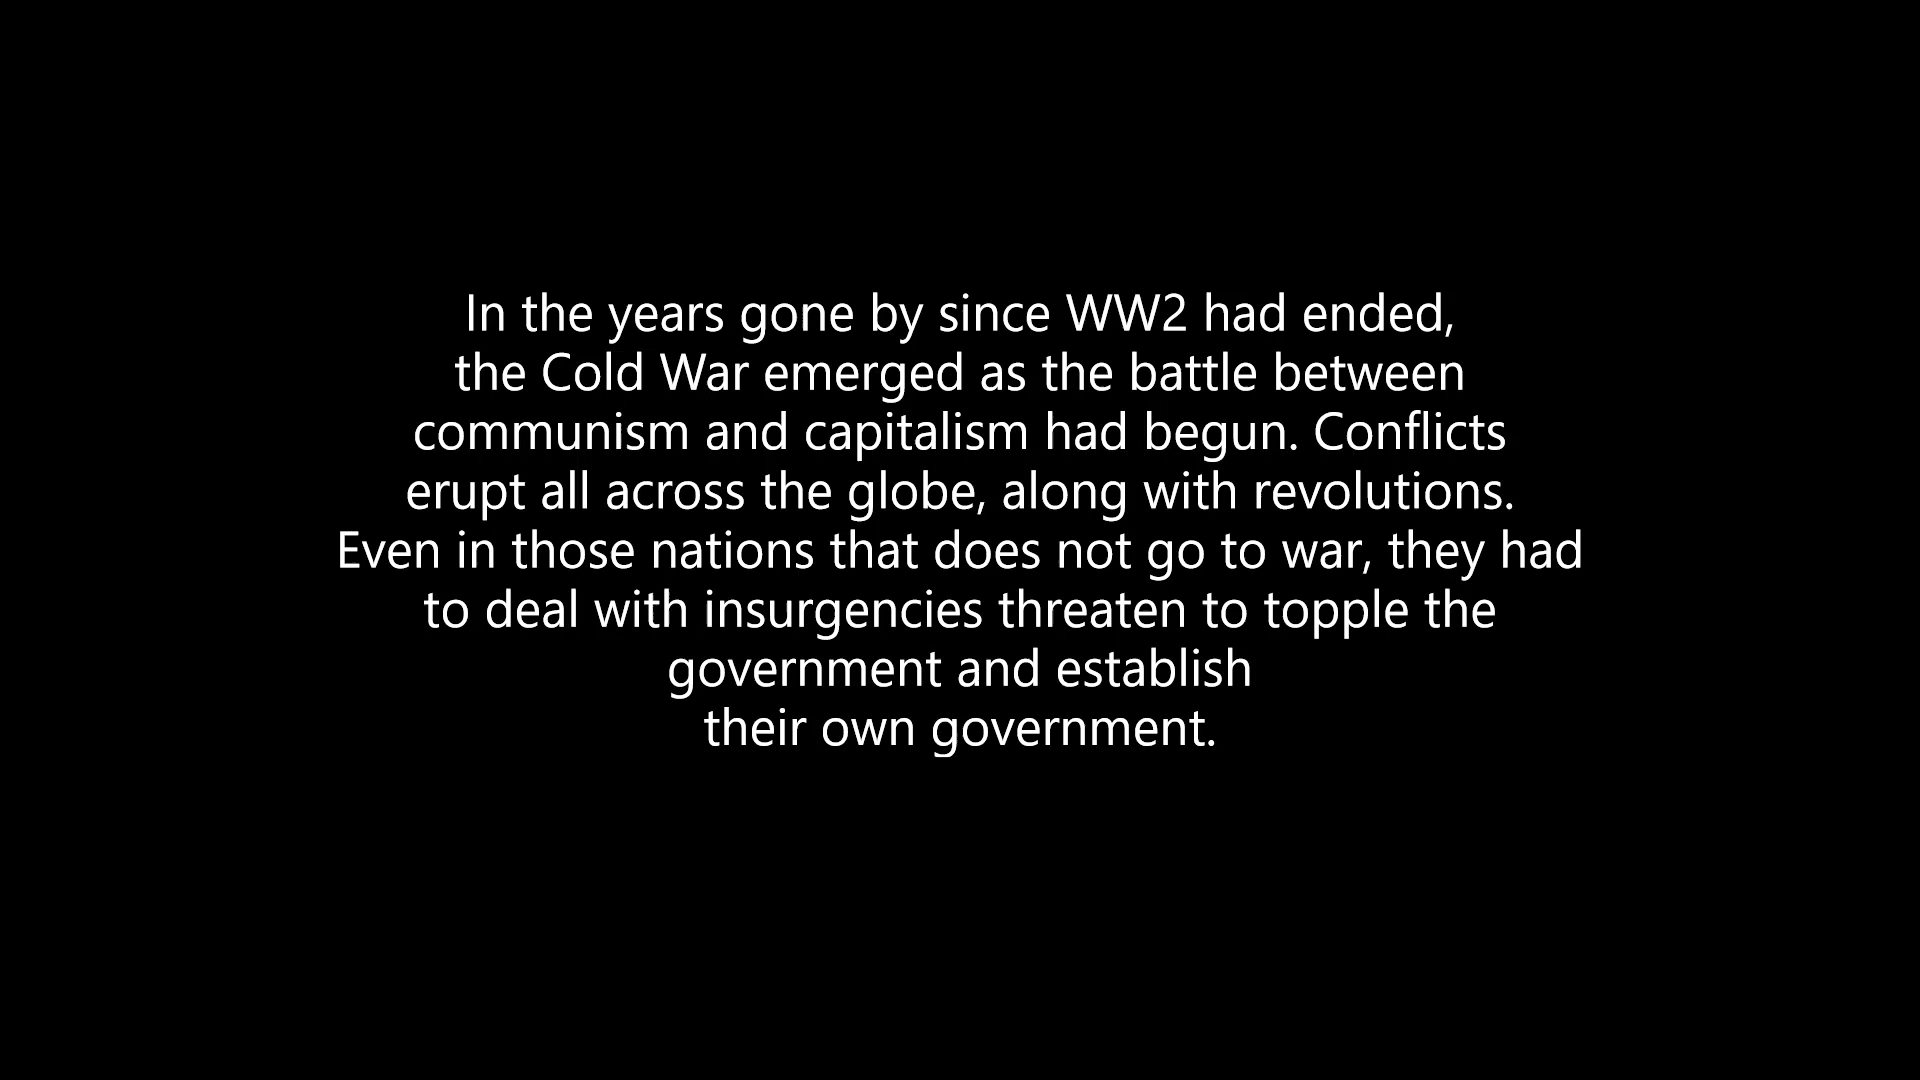 In the years gone by since WW2 had ended,
the Cold War emerged as the battle between
communism and capitalism had begun. Conflicts
erupt all across the globe, along with revolutions.
Even in those nations that does not go to war, they had
to deal with insurgencies threaten to topple the
government and establish
their own government.